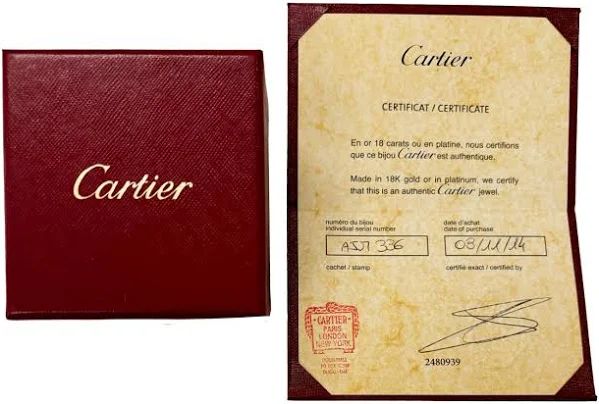 Cartier
Cartier
CERTIFICAT / CERTIFICATE
En or 18 carats ou en platine, nous certifions
que ce bijou Cartier est authentique.
Made in 18K gold or in platinum, we certify
that this is an authentic Cartier jewel.
numéro du bijou
individual serial number
date d'achat
date of purchase
336
08/11/14
cachet / stamp
certifié exact / certified by
CARTIER
PARIS
LONDON
NEW YORK
2480939